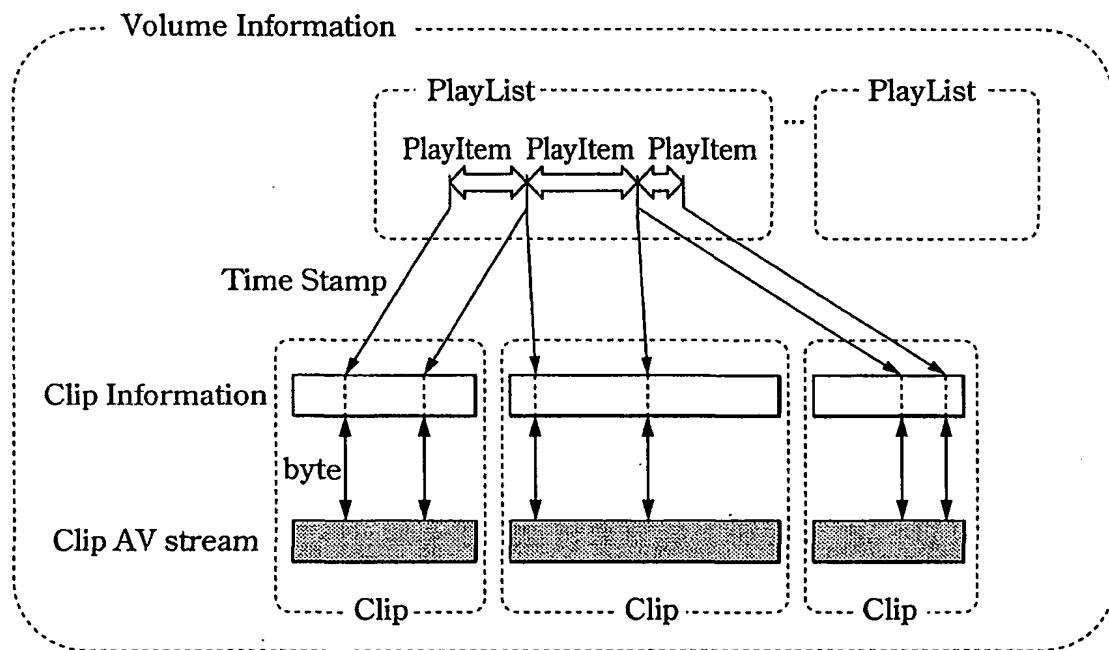 Volume Information
PlayList
PlayList
...
PlayItem PlayItem PlayItem
Time Stamp
Clip Information
byte
Clip AV stream
Clip
Clip
Clip